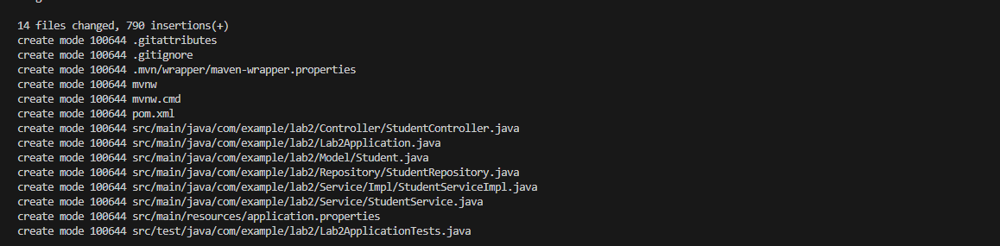 14 files changed, 790 insertions(+)
create mode 100644 .gitattributes
create mode 100644 .gitignore
create mode 100644 .mvn/wrapper/maven-wrapper.properties
create mode 100644 mvnw
create mode 100644 mvnw.cmd
create mode 100644 pom.xml
create mode 100644 src/main/java/com/example/lab2/Controller/StudentController.java
create mode 100644 src/main/java/com/example/lab2/Lab2Application.java
create mode 100644 src/main/java/com/example/lab2/Model/Student.java
create mode 100644 src/main/java/com/example/lab2/Repository/StudentRepository.java
create mode 100644 src/main/java/com/example/lab2/Service/Impl/StudentServiceImpl.java
create mode 100644 src/main/java/com/example/lab2/Service/StudentService.java
create mode 100644 src/main/resources/application.properties
create mode 100644 src/test/java/com/example/lab2/Lab2ApplicationTests.java